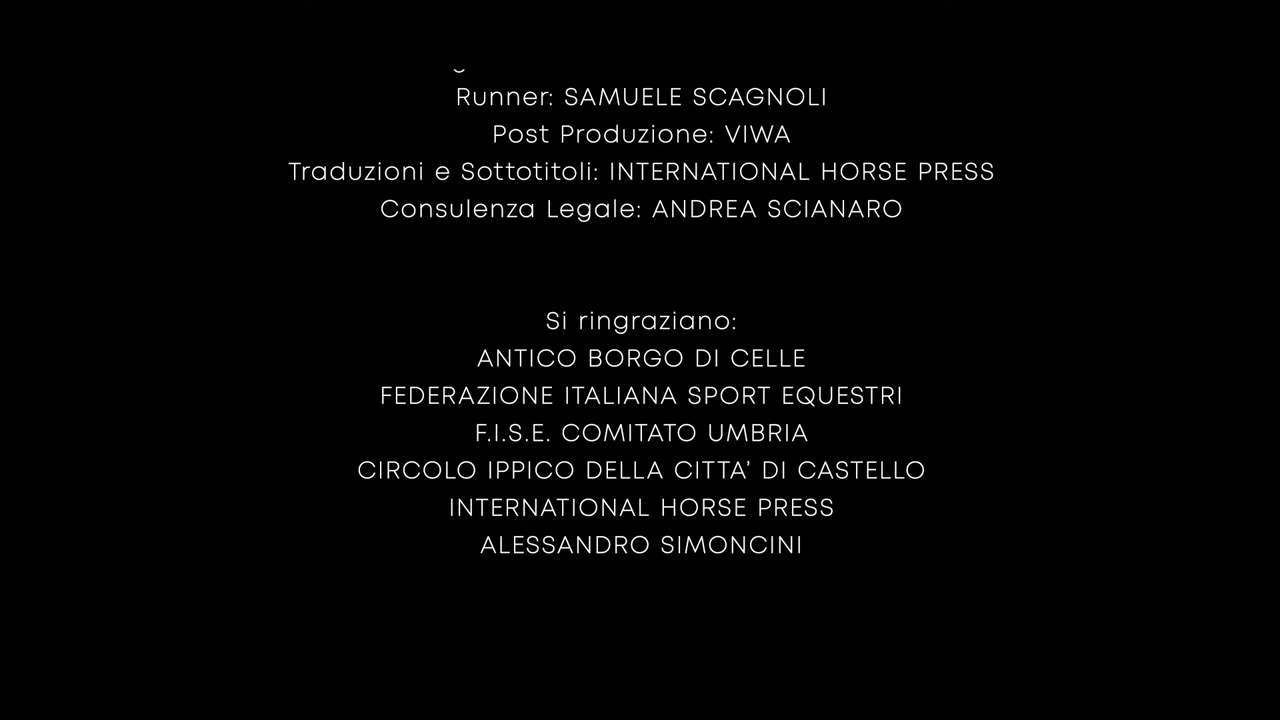 Runner: SAMUELE SCAGNOLI
Post Produzione: VIWA
Traduzioni e Sottotitoli: INTERNATIONAL HORSE PRESS
Consulenza Legale: ANDREA SCIANARO
Si ringraziano:
ANTICO BORGO DI CELLE
FEDERAZIONE ITALIANA SPORT EQUESTRI
F.I.S.E. COMITATO UMBRIA
CIRCOLO IPPICO DELLA CITTA’ DI CASTELLO
INTERNATIONAL HORSE PRESS
ALESSANDRO SIMONCINI